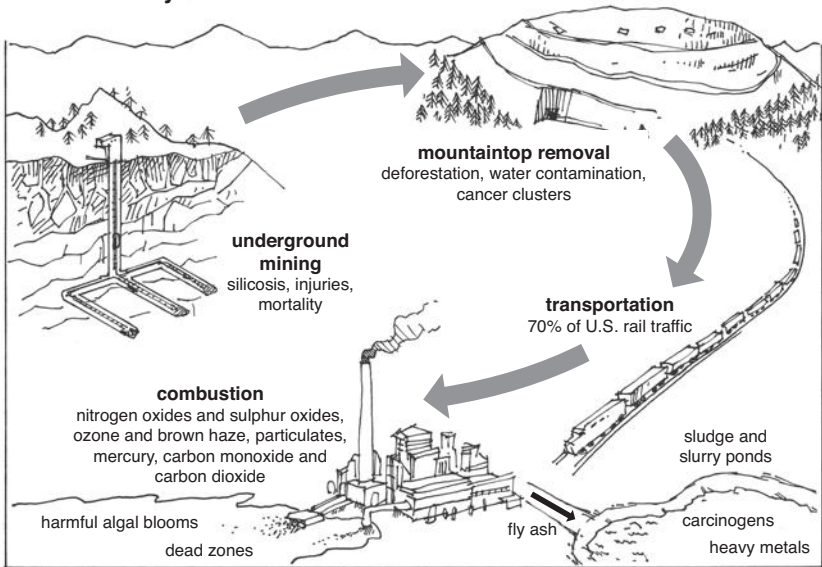 mountaintop removal
deforestation, water contamination,
cancer clusters
underground
mining
silicosis, injuries,
mortality
transportation
70% of U.S. rail traffic
combustion
nitrogen oxides and sulphur oxides,
ozone and brown haze, particulates,
mercury, carbon monoxide and
carbon dioxide
sludge and
slurry ponds
harmful algal blooms
dead zones
fly ash
carcinogens
heavy metals